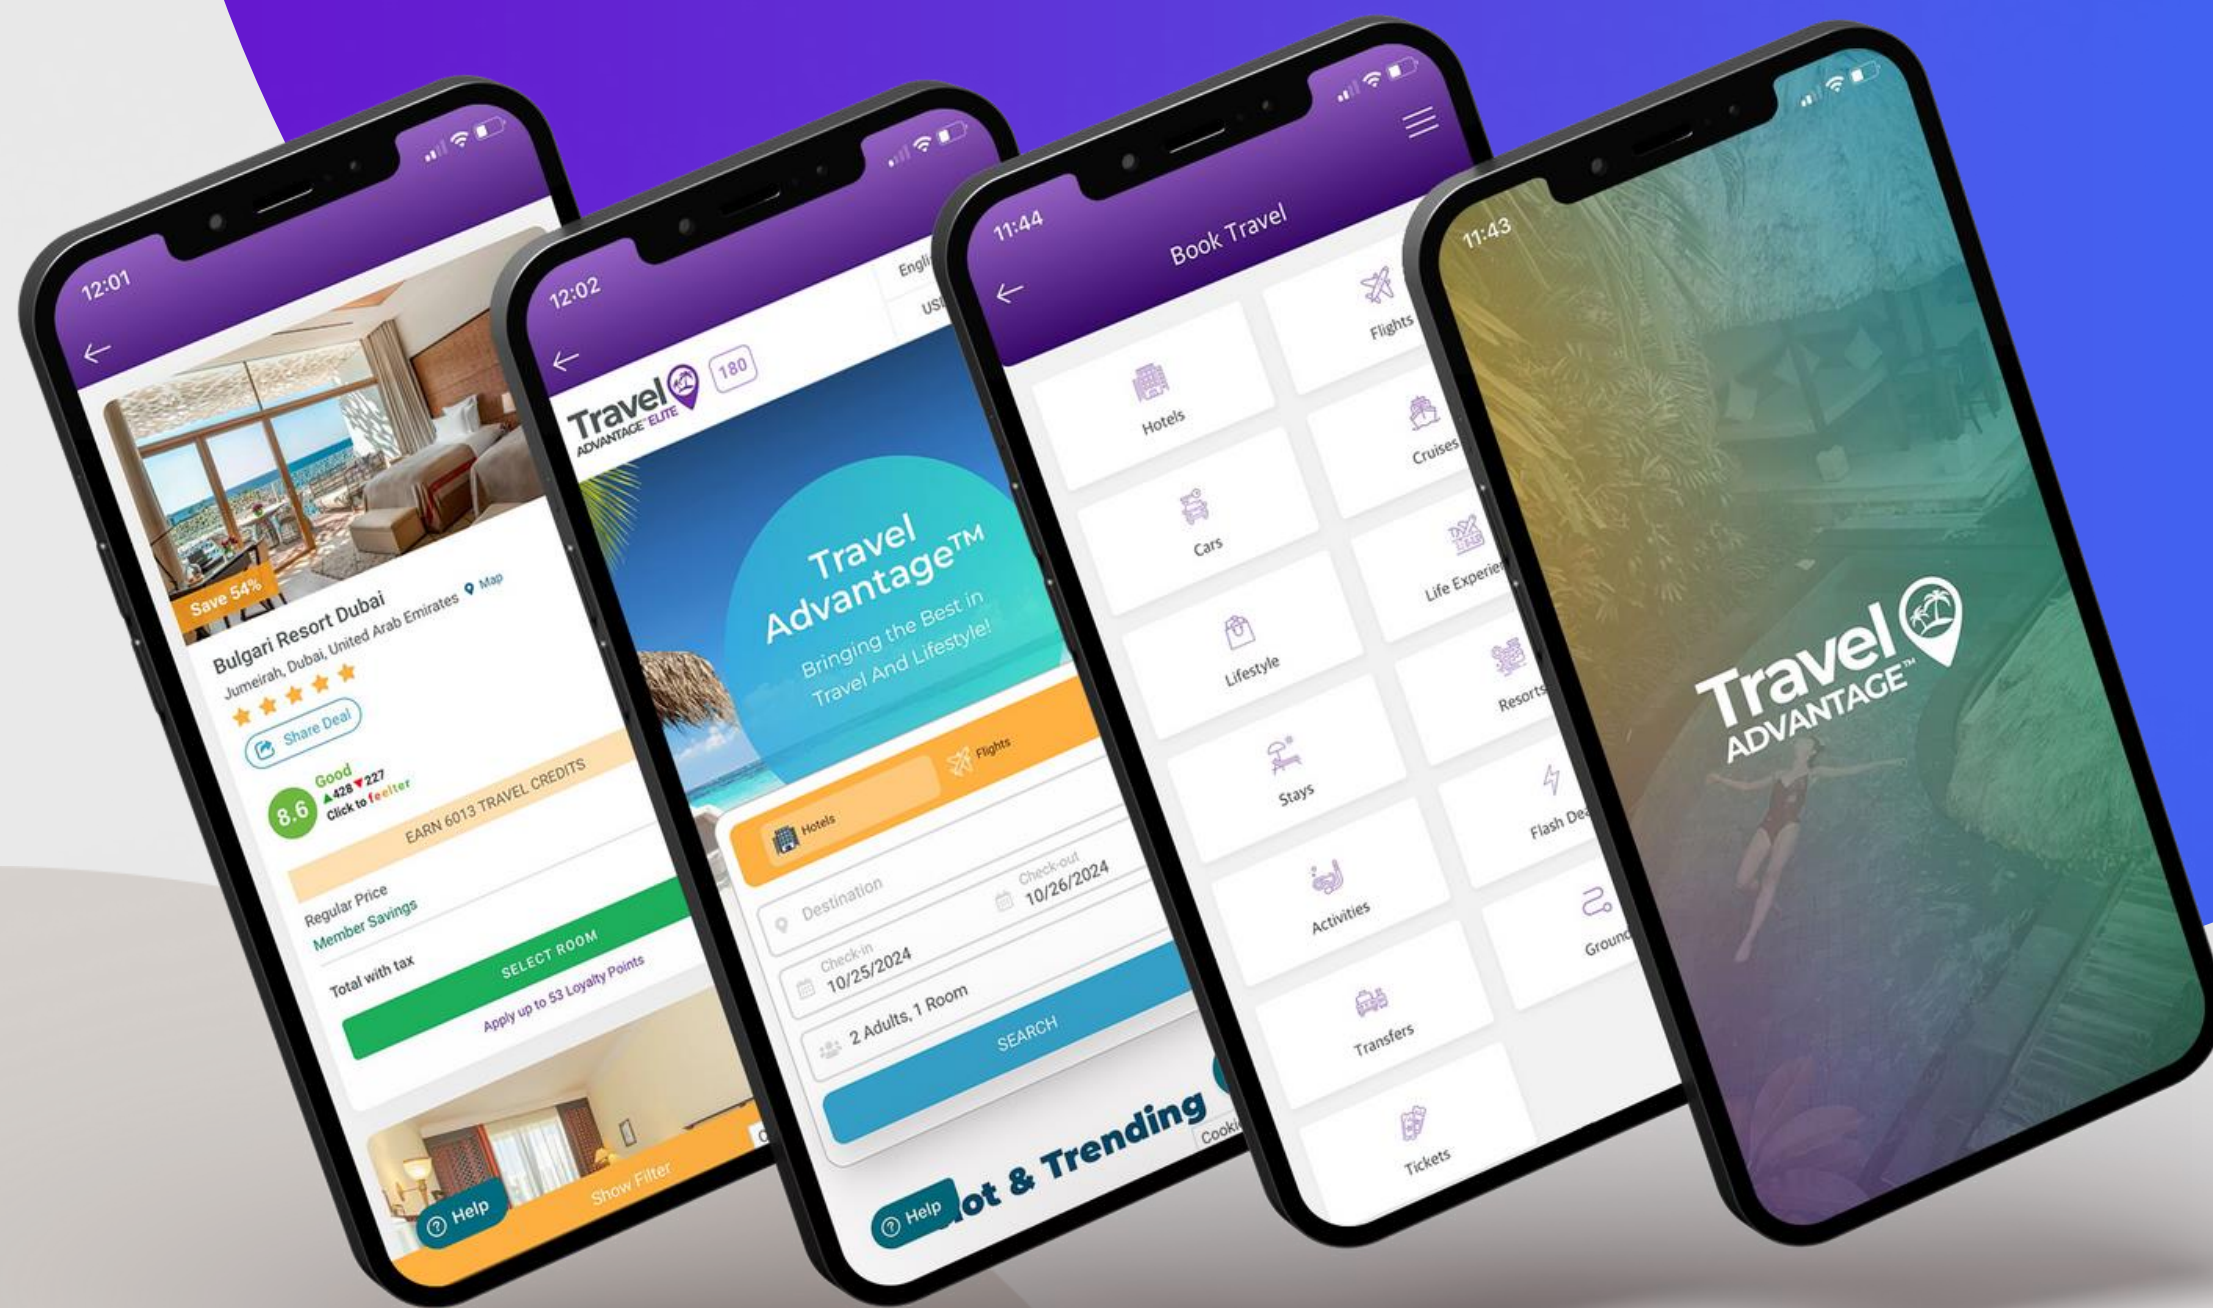 12:01
Save 54%
Bulgari Resort Dubai
Jumeirah, Dubai, United Arab Emirates Map
Share Deal
8.6
Good
428 227
Click to feelter
EARN 6013 TRAVEL CREDITS
Regular Price
Member Savings
Total with tax
SELECT ROOM
Apply up to 53 Loyalty Points
Show Filter
Help
12:02
Travel
ADVANTAGE™ ELITE
180
Travel
Advantage™
Bringing the Best in
Travel And Lifestyle!
Hotels
Flights
Destination
Check-in
10/25/2024
Check-out
10/26/2024
2 Adults, 1 Room
SEARCH
ot & Trending
Help
11:44
Book Travel
Hotels
Flights
Cars
Cruises
Lifestyle
Life
Stays
Resorts
Activities
Flash
Transfers
Ground
Tickets
11:43
Travel
ADVANTAGE™